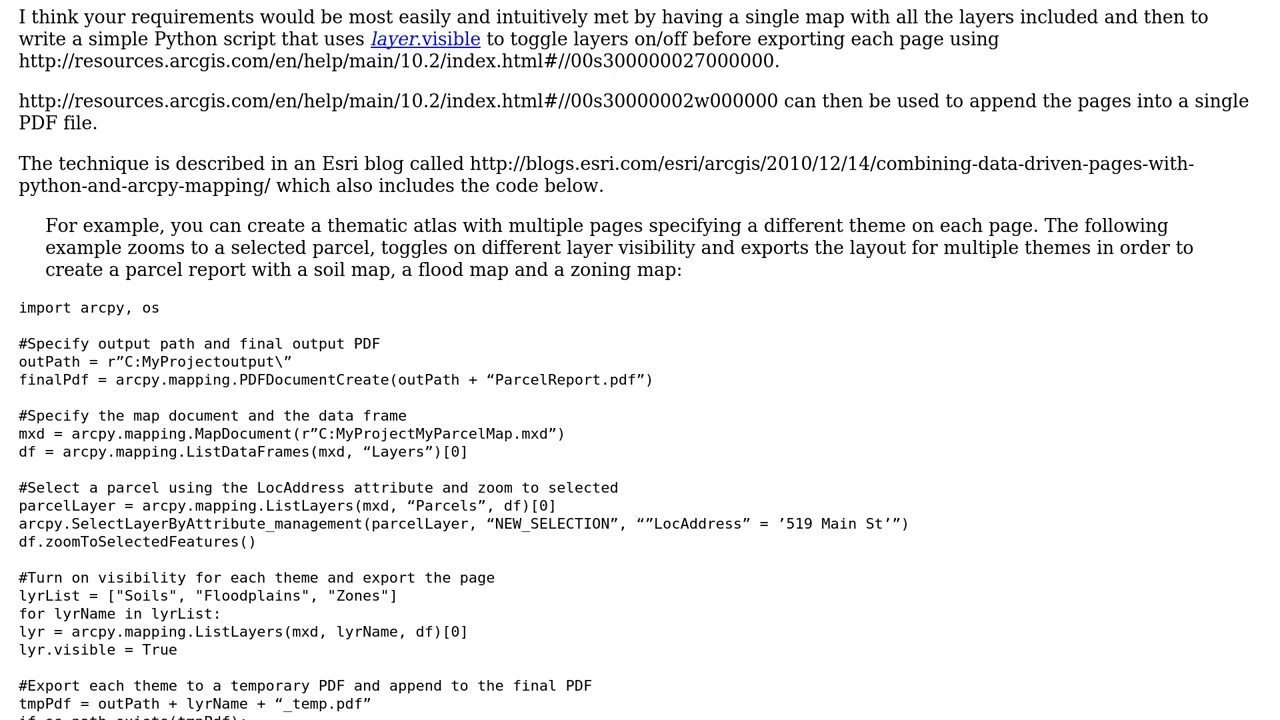 I think your requirements would be most easily and intuitively met by having a single map with all the layers included and then to
write a simple Python script that uses layer.visible to toggle layers on/off before exporting each page using
http://resources.arcgis.com/en/help/main/10.2/index.html#//00s300000027000000.
http://resources.arcgis.com/en/help/main/10.2/index.html#//00s30000002w000000 can then be used to append the pages into a single
PDF file.
The technique is described in an Esri blog called http://blogs.esri.com/esri/arcgis/2010/12/14/combining-data-driven-pages-with-
python-and-arcpy-mapping/ which also includes the code below.
For example, you can create a thematic atlas with multiple pages specifying a different theme on each page. The following
example zooms to a selected parcel, toggles on different layer visibility and exports the layout for multiple themes in order to
create a parcel report with a soil map, a flood map and a zoning map:
import arcpy, os
#Specify output path and final output PDF
outPath = r”C:MyProjectoutput\”
finalPdf = arcpy.mapping.PDFDocumentCreate(outPath + “ParcelReport.pdf”)
#Specify the map document and the data frame
mxd = arcpy.mapping.MapDocument(r”C:MyProjectMyParcelMap.mxd”)
df = arcpy.mapping.ListDataFrames(mxd, “Layers”)[0]
#Select a parcel using the LocAddress attribute and zoom to selected
parcelLayer = arcpy.mapping.ListLayers(mxd, “Parcels”, df)[0]
arcpy.SelectLayerByAttribute_management(parcelLayer, “NEW_SELECTION”, “”LocAddress” = ’519 Main St’”)
df.zoomToSelectedFeatures()
#Turn on visibility for each theme and export the page
lyrList = ["Soils", "Floodplains", "Zones"]
for lyrName in lyrList:
lyr = arcpy.mapping.ListLayers(mxd, lyrName, df)[0]
lyr.visible = True
#Export each theme to a temporary PDF and append to the final PDF
tmpPdf = outPath + lyrName + “_temp.pdf”
if os.path.exists(tmpPdf):